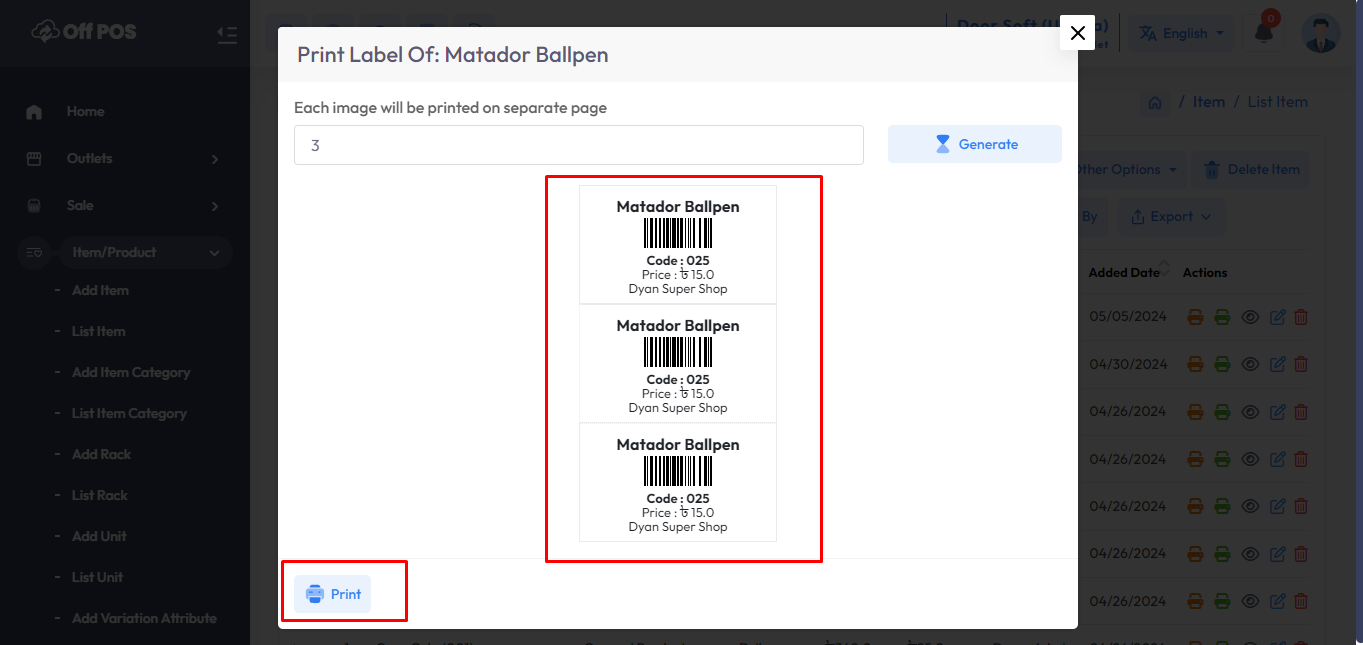 Off POS
English
0
Print Label Of: Matador Ballpen
Each image will be printed on separate page
3
Generate
Home
Outlets
Sale
Item/Product
- Add Item
- List Item
- Add Item Category
- List Item Category
- Add Rack
- List Rack
- Add Unit
- List Unit
- Add Variation Attribute
/ Item / List Item
Other Options
Delete Item
By
Export
Added Date
Actions
05/05/2024
04/30/2024
04/26/2024
04/26/2024
04/26/2024
04/26/2024
04/26/2024
Matador Ballpen
Code : 025
Price : ৳ 15.0
Dyan Super Shop
Matador Ballpen
Code : 025
Price : ৳ 15.0
Dyan Super Shop
Matador Ballpen
Code : 025
Price : ৳ 15.0
Dyan Super Shop
Print